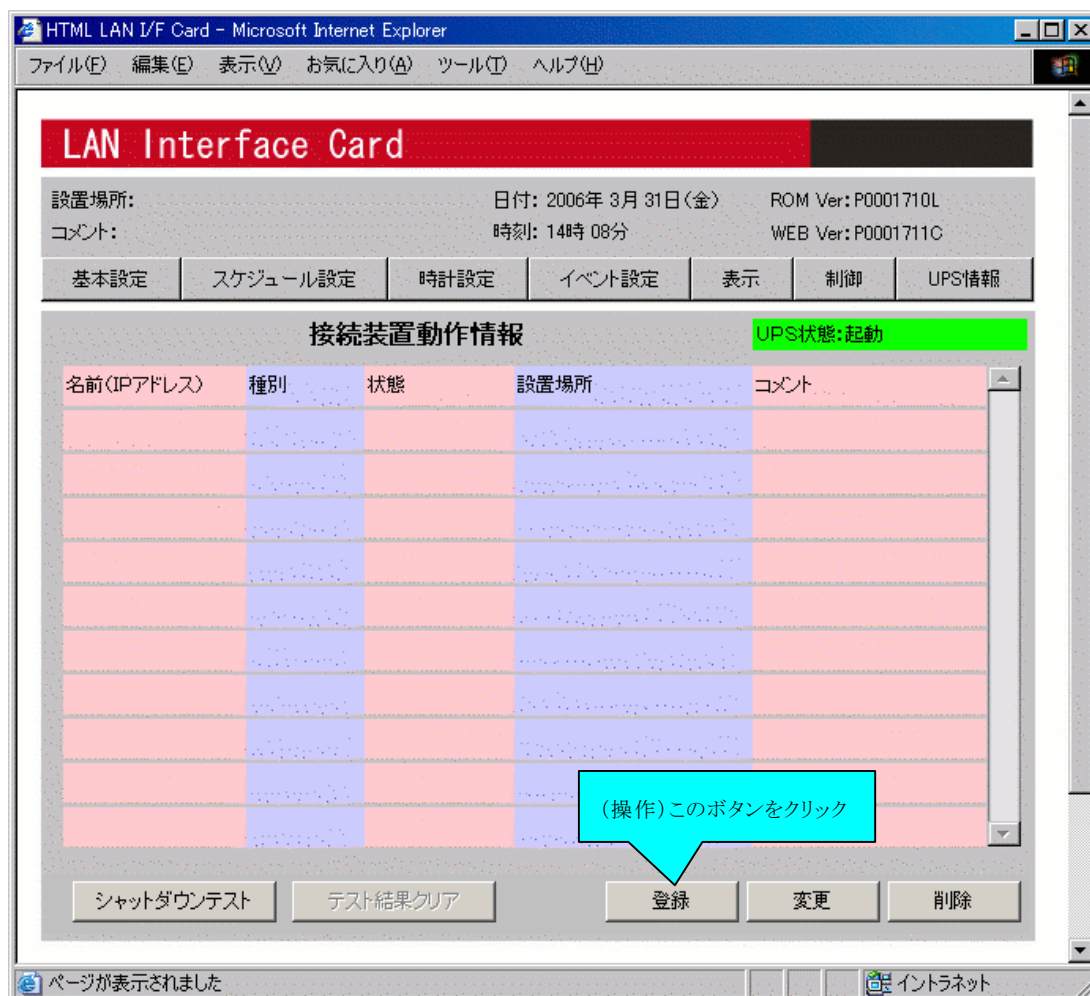 HTML LAN I/F Card - Microsoft Internet Explorer
ファイル(F) 編集(E) 表示(V) お気に入り(A) ツール(T) ヘルプ(H)
LAN Interface Card
設置場所: 日付: 2006年 3月 31日(金) ROM Ver: P0001710L
コメント: 時刻: 14時 08分 WEB Ver: P0001711C
基本設定 スケジュール設定 時計設定 イベント設定 表示 制御 UPS情報
接続装置動作情報 UPS状態:起動
名前(IPアドレス) 種別 状態 設置場所 コメント
(操作)このボタンをクリック
シャットダウンテスト テスト結果クリア 登録 変更 削除
ページが表示されました イントラネット